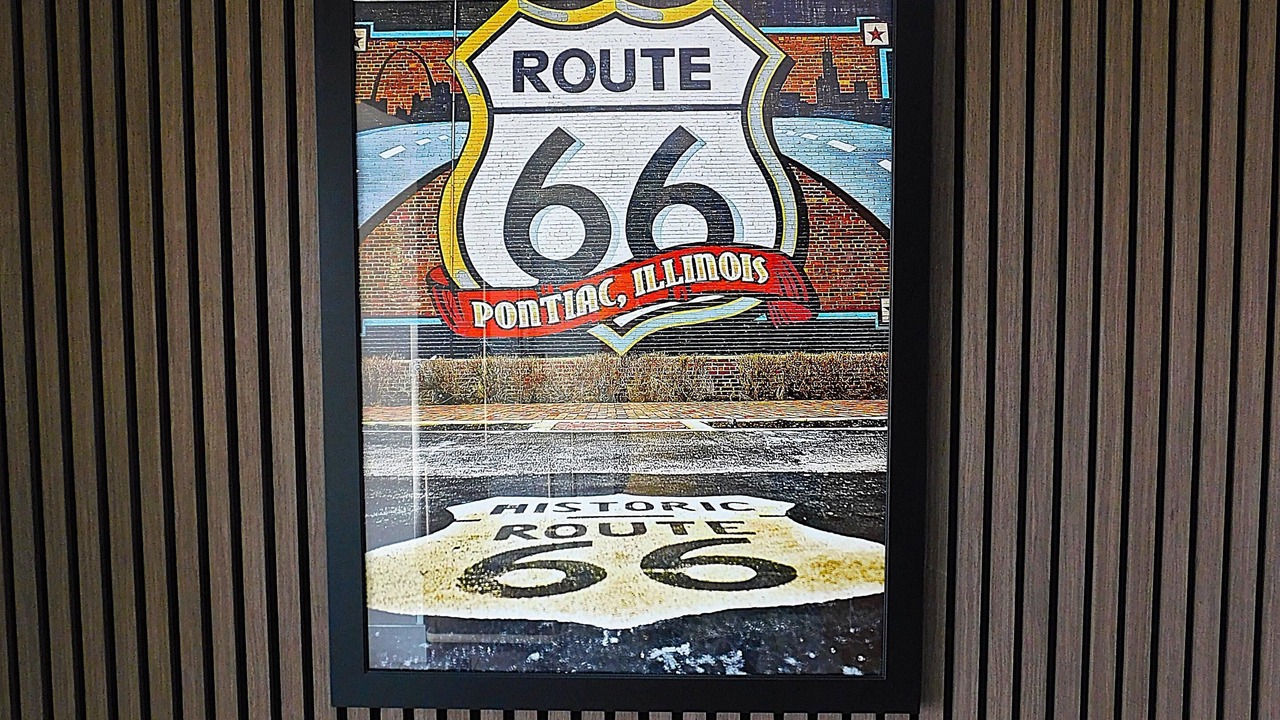 ROUTE
66
PONTIAC, ILLINOIS
HISTORIC
ROUTE
66